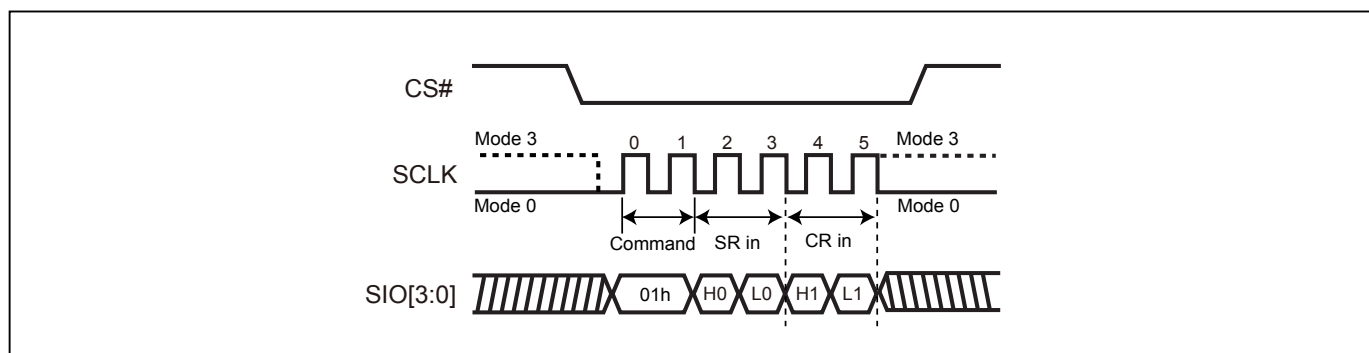 CS#
Mode 3 0 1 2 3 4 5 Mode 3
SCLK
Mode 0 Mode 0
Command SR in CR in
SIO[3:0] 01h H0 L0 H1 L1